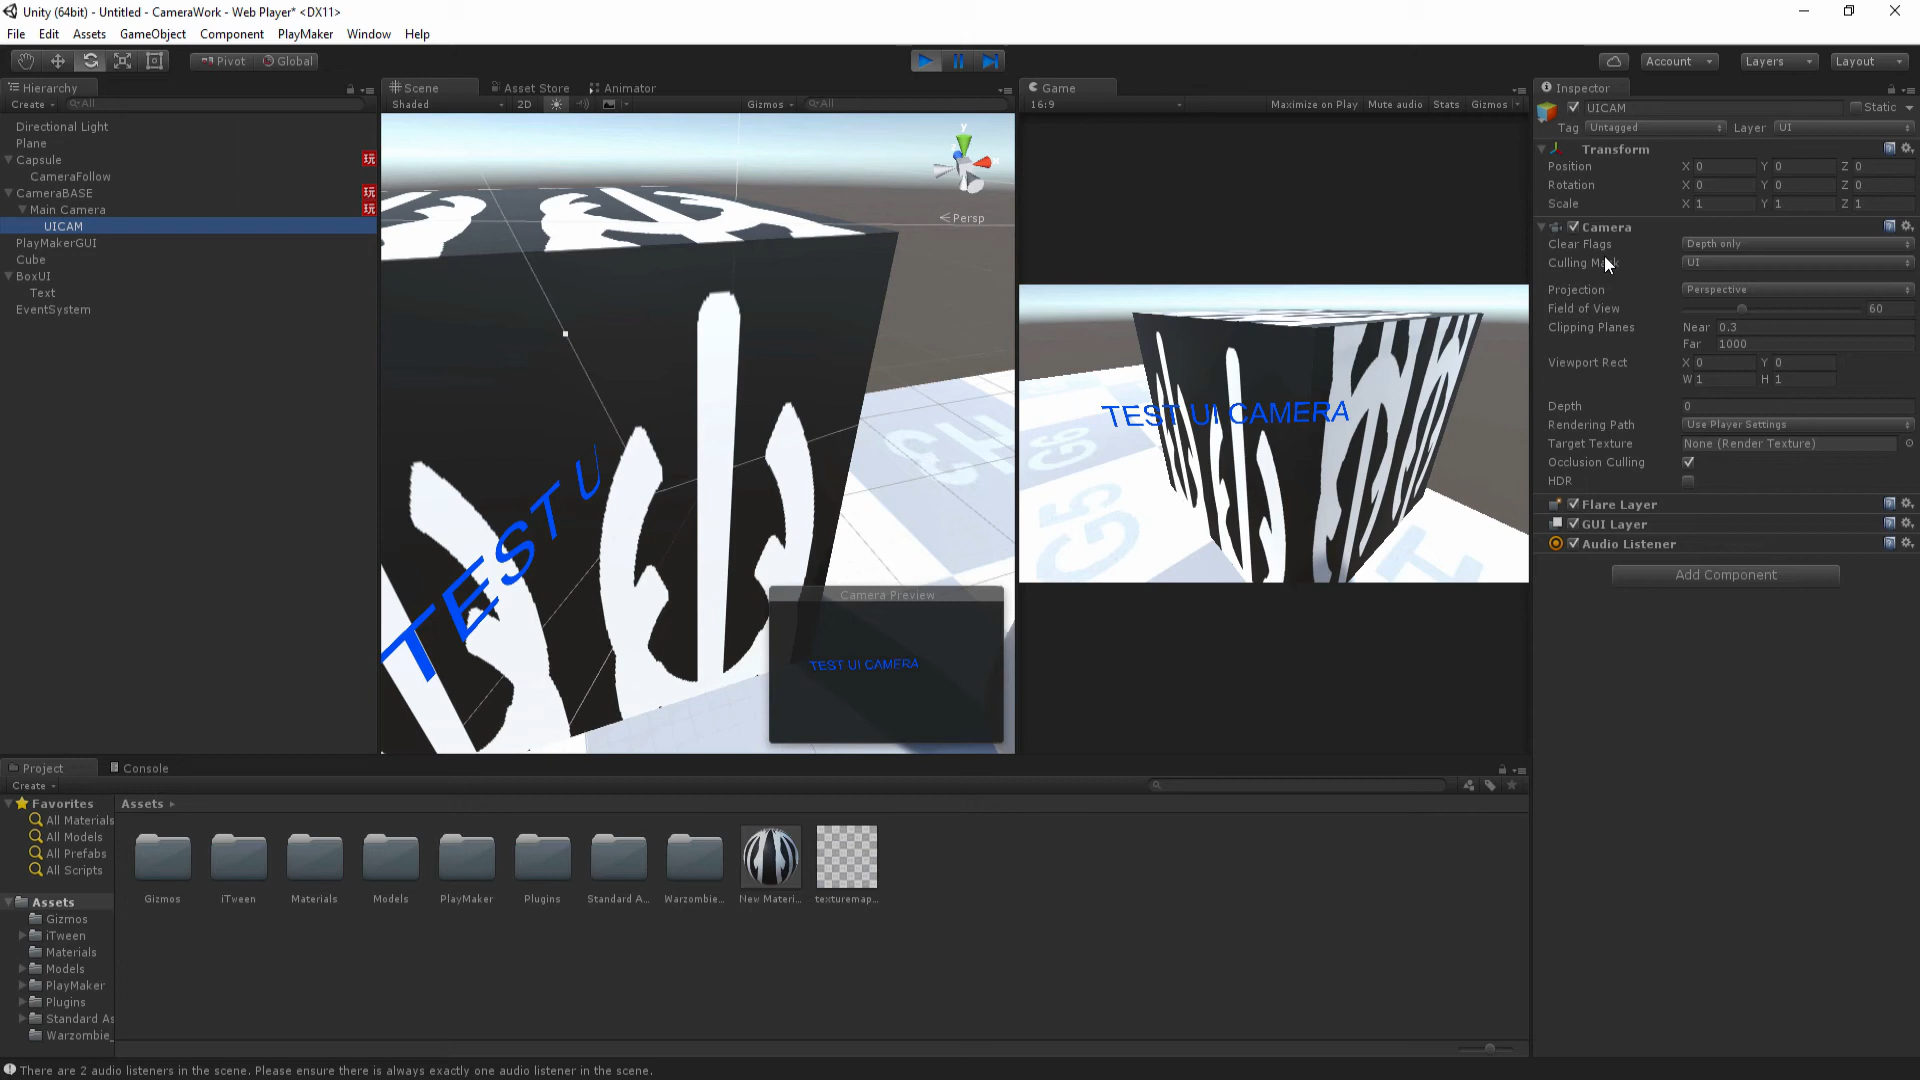 Unity (64bit) - Untitled - CameraWork - Web Player* <DX11>
File Edit Assets GameObject Component PlayMaker Window Help
Pivot Global Account Layers Layout
Hierarchy
Create All
Directional Light
Plane
Capsule 玩
CameraFollow
CameraBASE 玩
Main Camera 玩
UICAM
PlayMakerGUI
Cube
BoxUI
Text
EventSystem
Scene Asset Store Animator
Shaded 2D Gizmos All
y
x
Persp
TEST U
Camera Preview
TEST UI CAMERA
Game
16:9 Maximize on Play Mute audio Stats Gizmos
TEST UI CAMERA
Inspector
UICAM Static
Tag Untagged Layer UI
Transform
Position X 0 Y 0 Z 0
Rotation X 0 Y 0 Z 0
Scale X 1 Y 1 Z 1
Camera
Clear Flags Depth only
Culling Mask UI
Projection Perspective
Field of View 60
Clipping Planes Near 0.3
Far 1000
Viewport Rect X 0 Y 0
W 1 H 1
Depth 0
Rendering Path Use Player Settings
Target Texture None (Render Texture)
Occlusion Culling
HDR
Flare Layer
GUI Layer
Audio Listener
Add Component
Project Console
Create
Favorites
All Materials
All Models
All Prefabs
All Scripts
Assets
Gizmos
iTween
Materials
Models
PlayMaker
Plugins
Standard As
Warzombie_
Assets
Gizmos iTween Materials Models PlayMaker Plugins Standard A... Warzombie... New Materi... texturemap...
There are 2 audio listeners in the scene. Please ensure there is always exactly one audio listener in the scene.